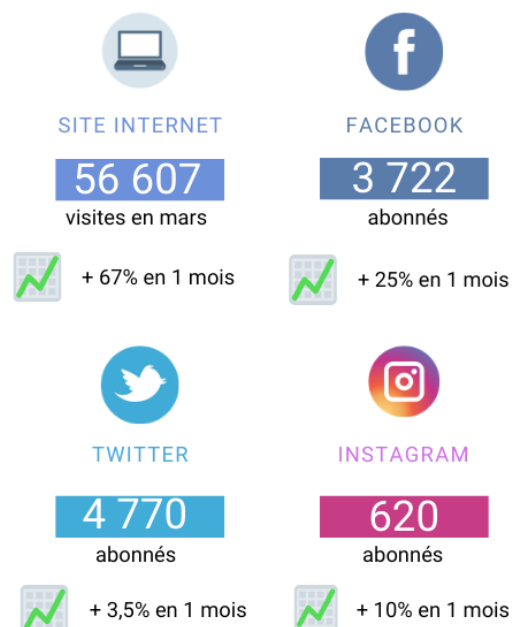 SITE INTERNET
56 607
visites en mars
+ 67% en 1 mois
FACEBOOK
3 722
abonnés
+ 25% en 1 mois
TWITTER
4 770
abonnés
+ 3,5% en 1 mois
INSTAGRAM
620
abonnés
+ 10% en 1 mois